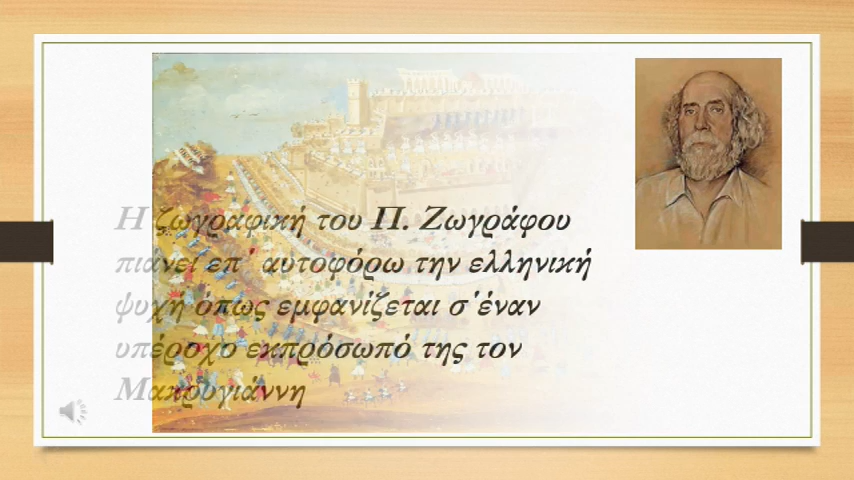 Η ζωγραφική του Π. Ζωγράφου
πιάνει επ΄ αυτοφόρω την ελληνική
ψυχή όπως εμφανίζεται σ΄έναν
υπέροχο εκπρόσωπό της τον
Μακρυγιάννη